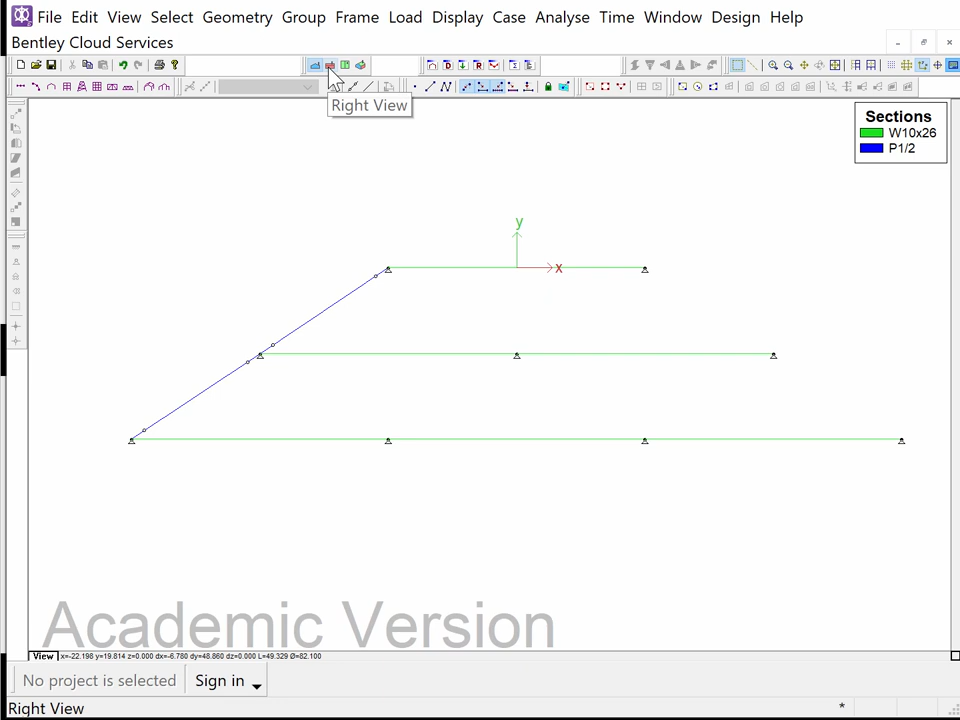 File Edit View Select Geometry Group Frame Load Display Case Analyse Time Window Design Help
Bentley Cloud Services
Right View
Sections
W10x26
P1/2
y
x
Academic Version
View x=-22.198 y=19.814 z=0.000 dx=-6.780 dy=48.860 dz=0.000 L=49.329 Ø=82.100
No project is selected Sign in
Right View *